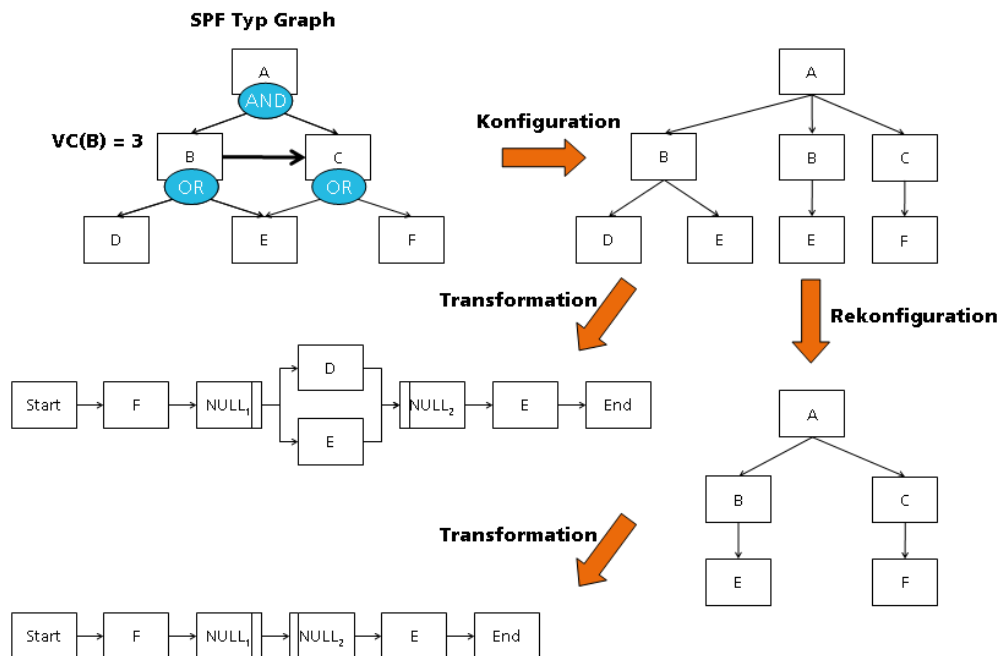 SPF Typ Graph
A
AND
VC(B) = 3
B
C
OR
OR
D
E
F
Konfiguration
A
B
B
C
D
E
E
F
Transformation
Rekonfiguration
Start
F
NULL₁
D
E
NULL₂
E
End
A
B
C
E
F
Transformation
Start
F
NULL₁
NULL₂
E
End